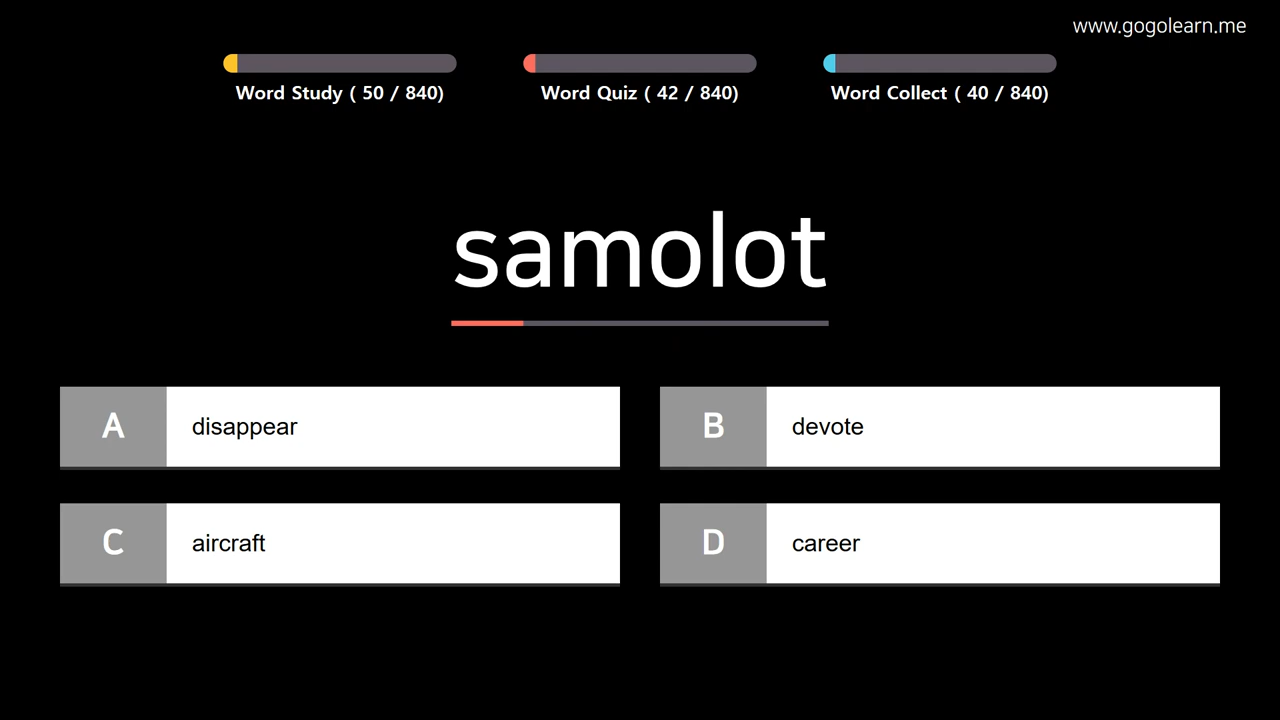 www.gogolearn.me
Word Study ( 50 / 840)
Word Quiz ( 42 / 840)
Word Collect ( 40 / 840)
samolot
A disappear
B devote
C aircraft
D career